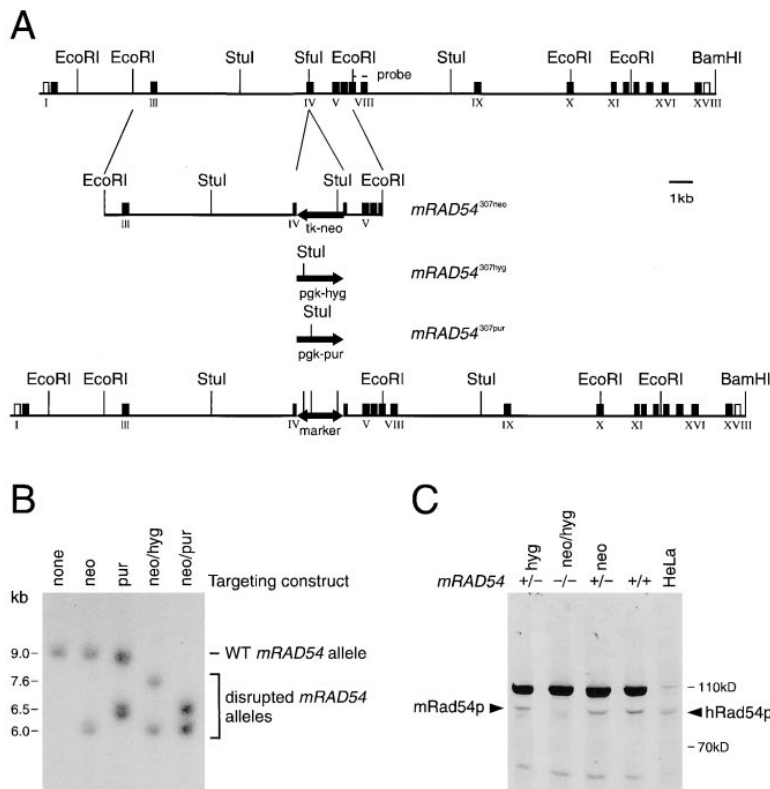 A
EcoRI EcoRI StuI SfuI EcoRI StuI EcoRI EcoRI BamHI
probe
I III IV V VIII IX X XI XVI XVIII
EcoRI StuI StuI EcoRI
1kb
III IV V mRAD54307neo
tk-neo
StuI
mRAD54307hyg
pgk-hyg
StuI
mRAD54307pur
pgk-pur
EcoRI EcoRI StuI EcoRI StuI EcoRI EcoRI BamHI
I III IV V VIII IX X XI XVI XVIII
marker
B
none neo pur neo/hyg neo/pur Targeting construct
kb
9.0 WT mRAD54 allele
7.6
disrupted mRAD54
6.5 alleles
6.0
C
hyg neo/hyg neo HeLa
mRAD54 +/− −/− +/− +/+
110kD
mRad54p hRad54p
70kD